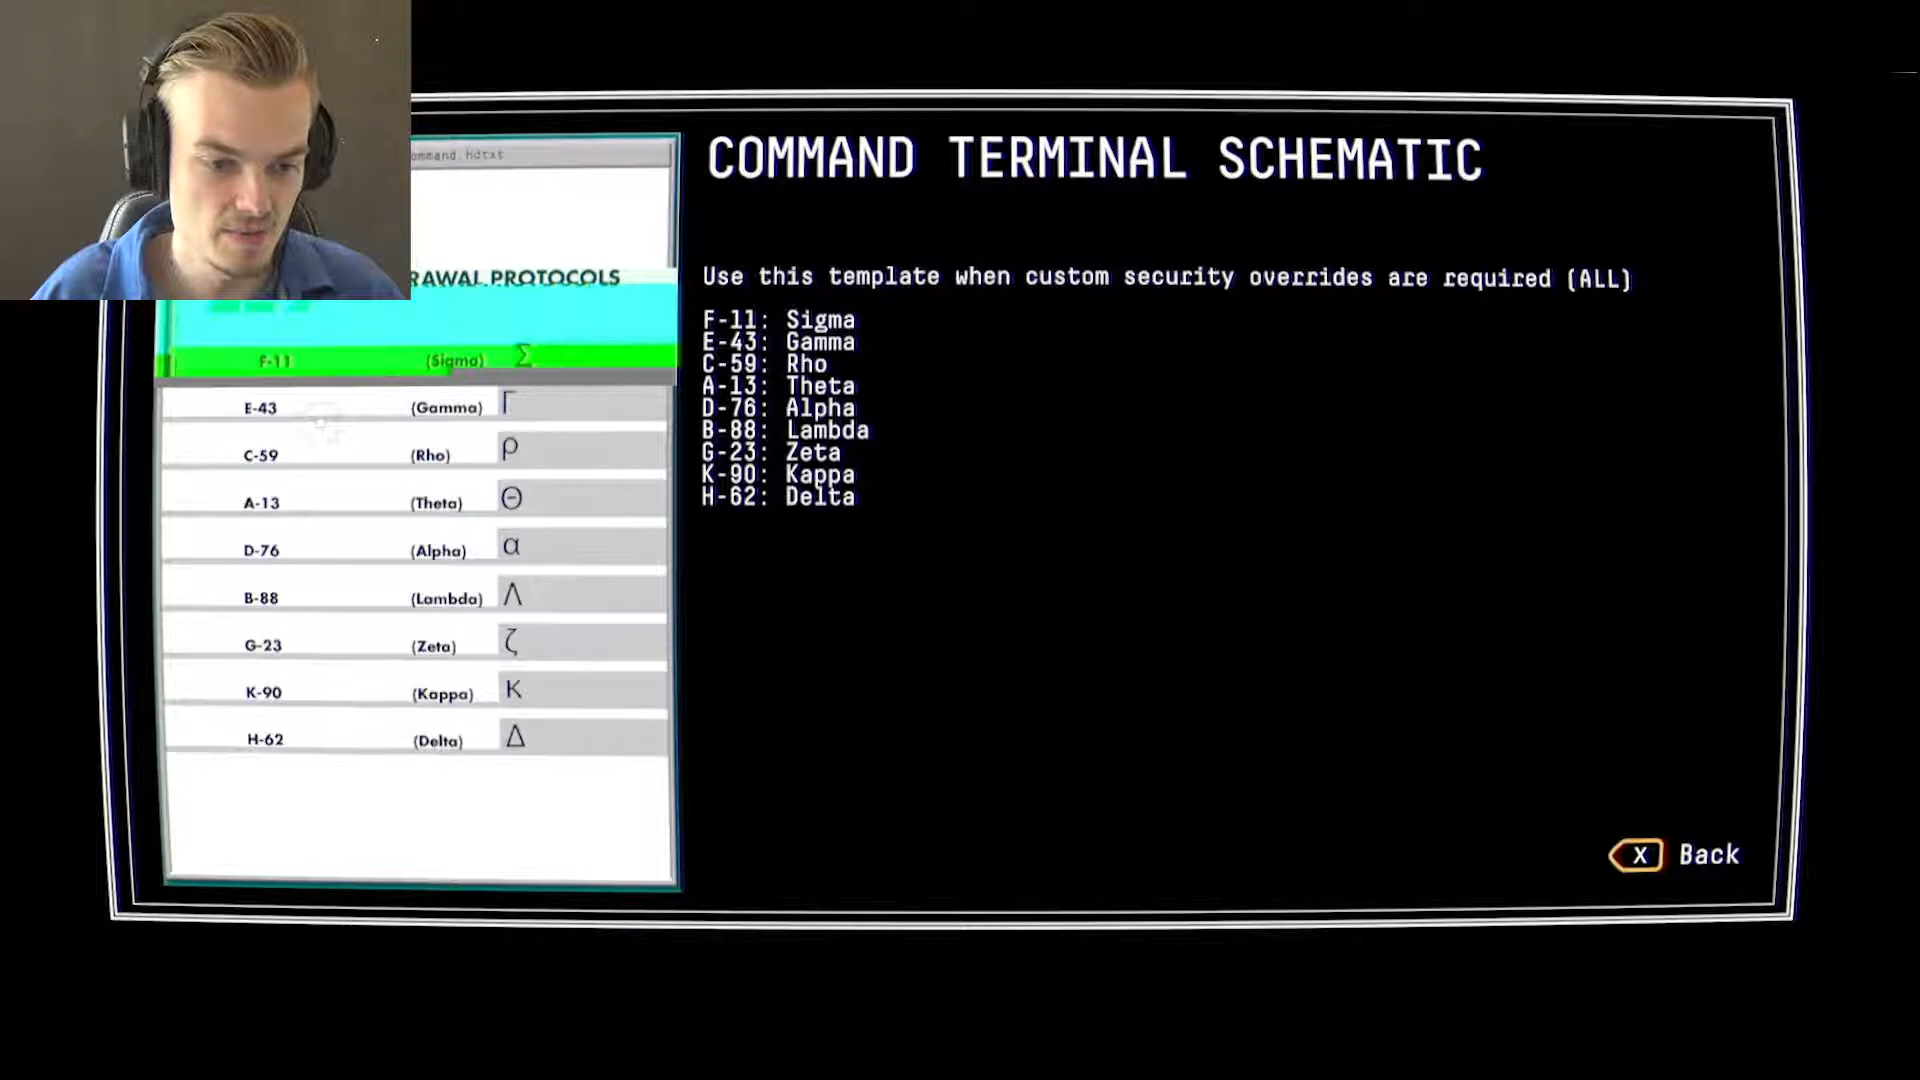 ommand.hdtxt
RAWAL PROTOCOLS
F-11 (Sigma) Σ
E-43 (Gamma) Γ
C-59 (Rho) ρ
A-13 (Theta) Θ
D-76 (Alpha) α
B-88 (Lambda) Λ
G-23 (Zeta) ζ
K-90 (Kappa) K
H-62 (Delta) Δ
COMMAND TERMINAL SCHEMATIC
Use this template when custom security overrides are required (ALL)
F-11: Sigma
E-43: Gamma
C-59: Rho
A-13: Theta
D-76: Alpha
B-88: Lambda
G-23: Zeta
K-90: Kappa
H-62: Delta
X Back